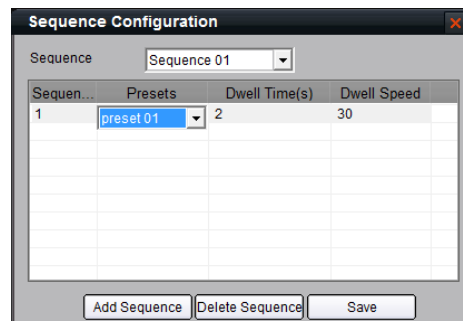 Sequence Configuration
Sequence Sequence 01
Sequen... Presets Dwell Time(s) Dwell Speed
1 preset 01 2 30
Add Sequence Delete Sequence Save